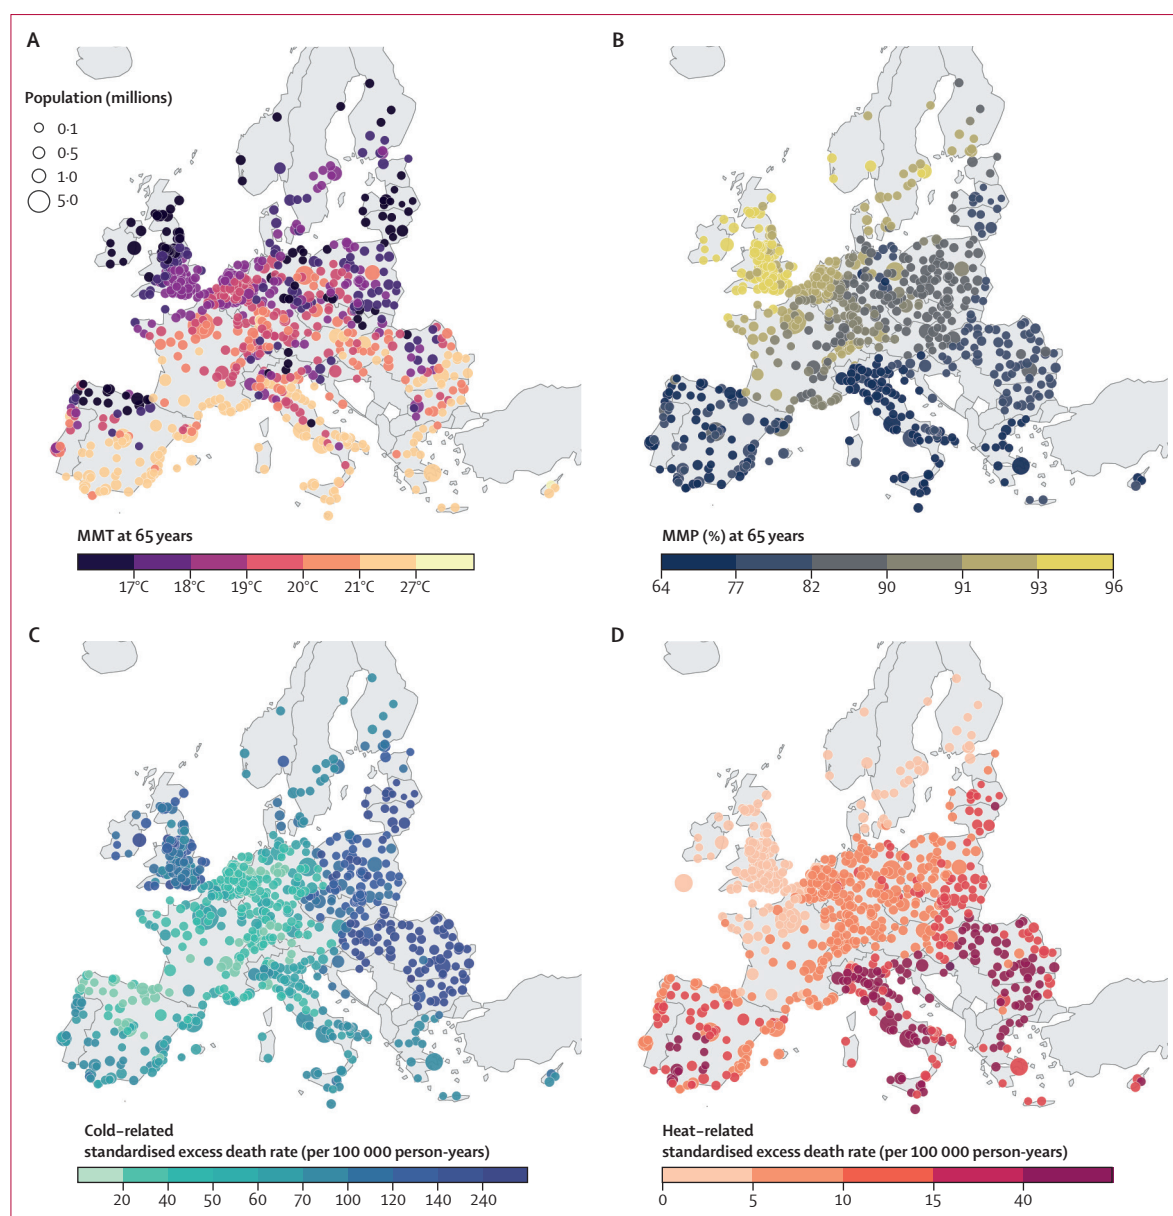 A
Population (millions)
0·1
0·5
1·0
5·0
MMT at 65 years
17°C 18°C 19°C 20°C 21°C 27°C
B
MMP (%) at 65 years
64 77 82 90 91 93 96
C
Cold–related
standardised excess death rate (per 100 000 person-years)
20 40 50 60 70 100 120 140 240
D
Heat–related
standardised excess death rate (per 100 000 person-years)
0 5 10 15 40